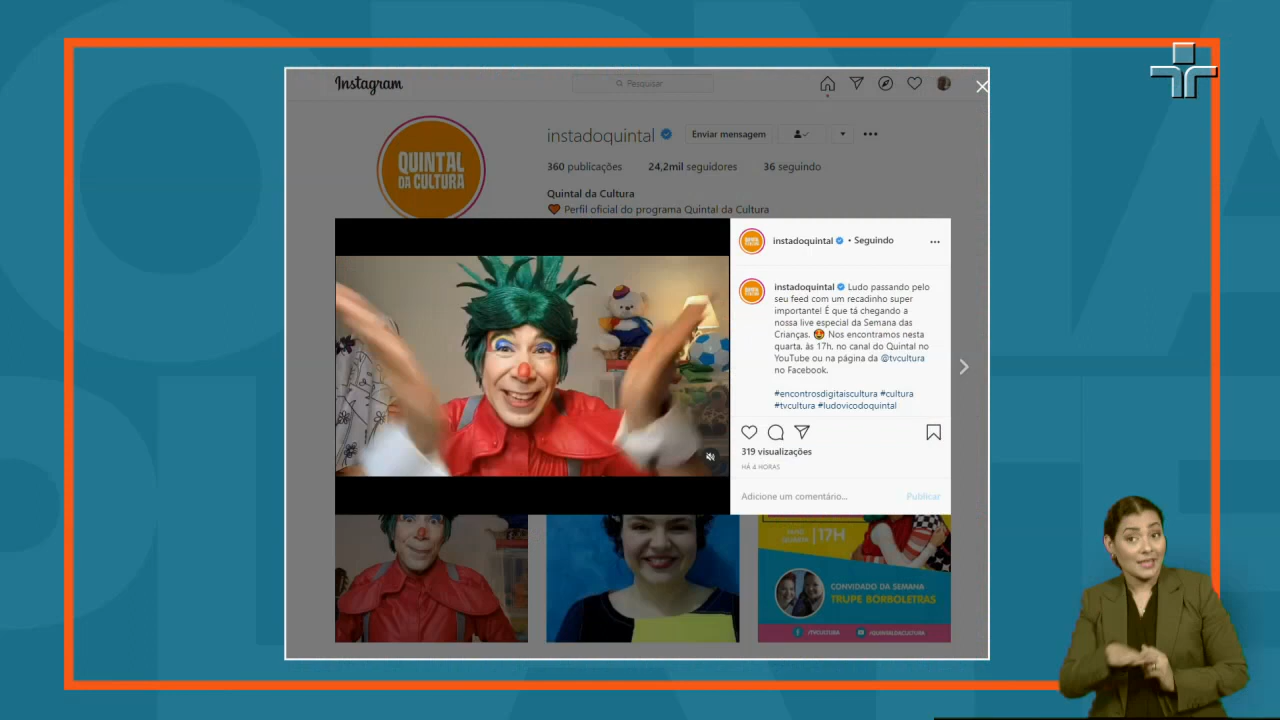 Instagram
Pesquisar
instadoquintal
Enviar mensagem
360 publicações 24,2mil seguidores 36 seguindo
Quintal da Cultura
Perfil oficial do programa Quintal da Cultura
QUINTAL
DA CULTURA
instadoquintal • Seguindo
instadoquintal Ludo passando pelo
seu feed com um recadinho super
importante! É que tá chegando a
nossa live especial da Semana das
Crianças. Nos encontramos nesta
quarta, às 17h, no canal do Quintal no
YouTube ou na página da @tvcultura
no Facebook.
#encontrosdigitaiscultura #cultura
#tvcultura #ludovicodoquintal
319 visualizações
HÁ 4 HORAS
Adicione um comentário...
Publicar
17H
CONVIDADO DA SEMANA
TRUPE BORBOLETRAS
/TVCULTURA
+QUINTALDACULTURA